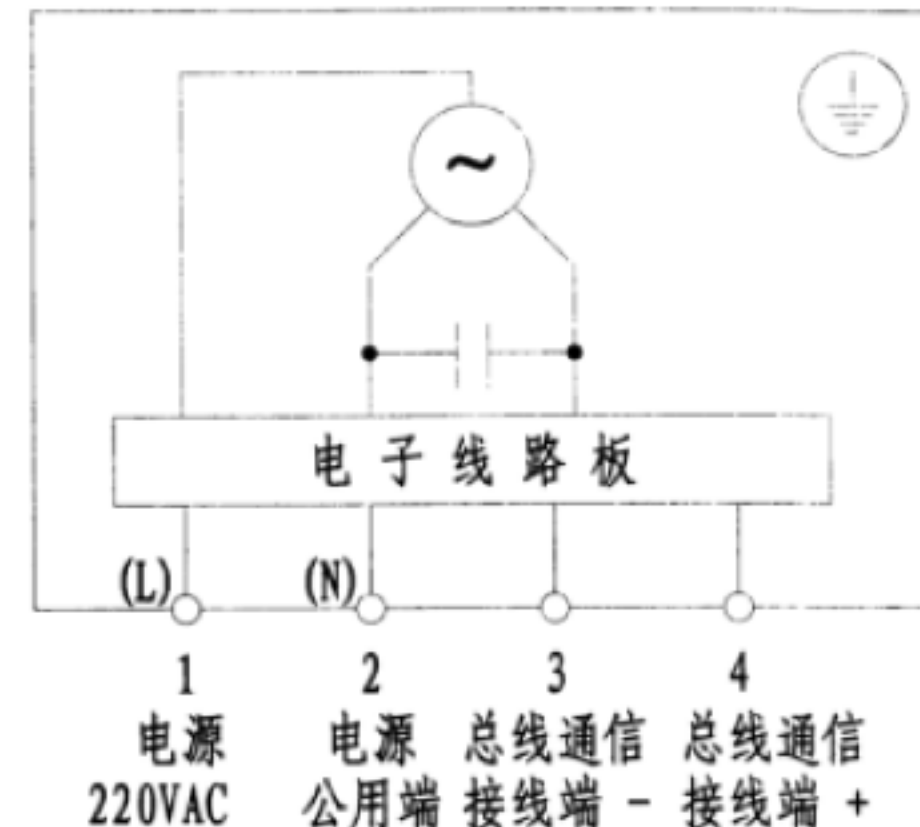 ~
电子线路板
(L) (N)
1 2 3 4
电源 电源 总线通信 总线通信
220VAC 公用端 接线端 - 接线端 +